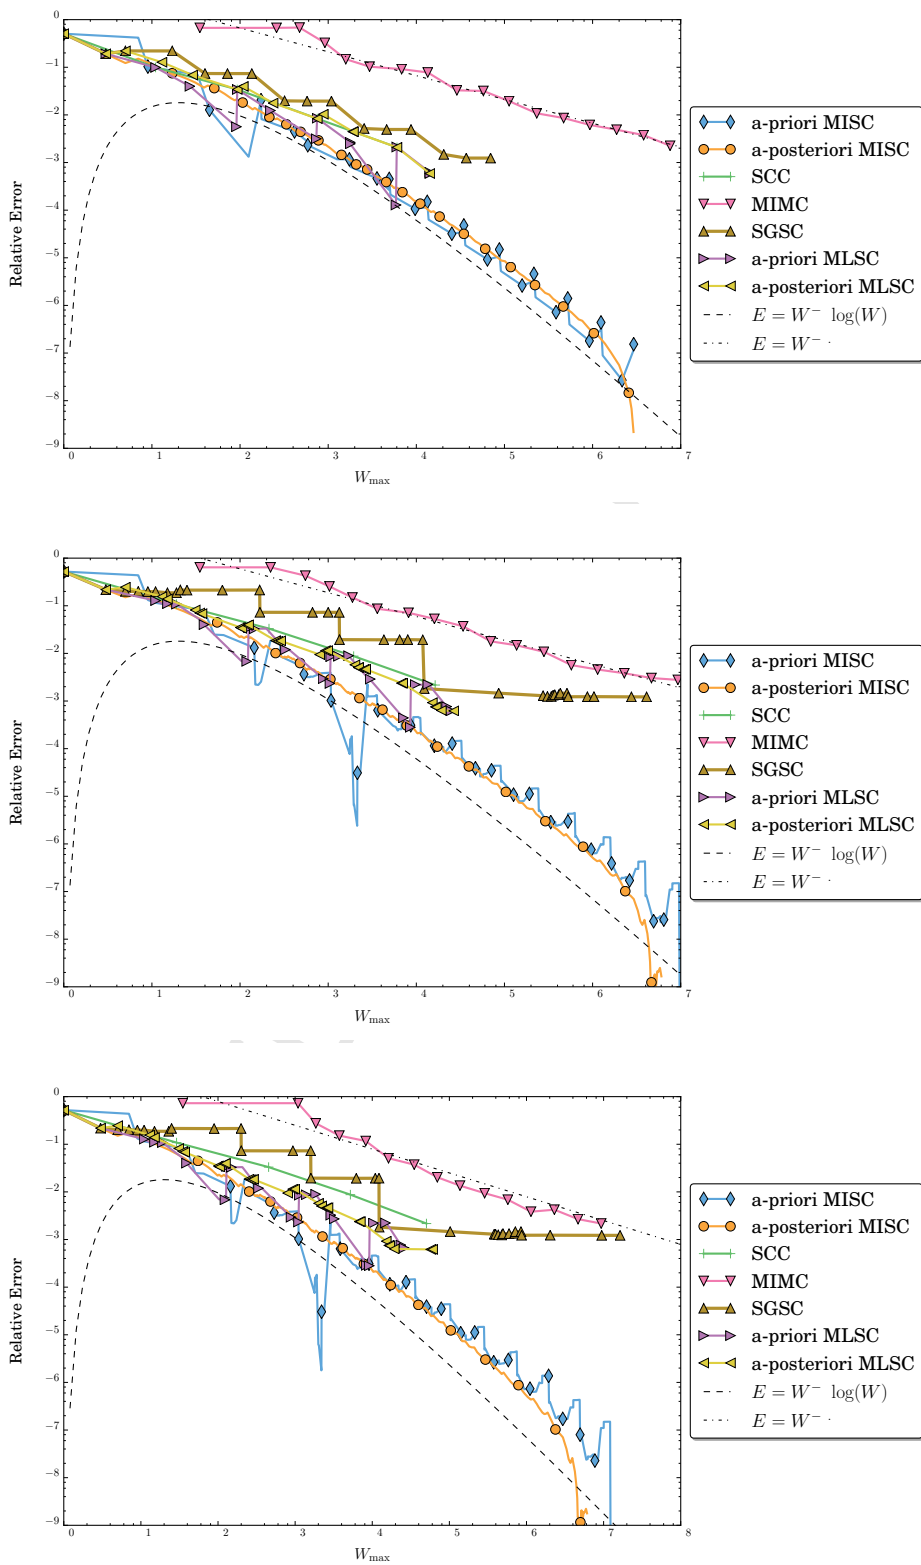 0
−1
−2
−3
−4
−5
−6
−7
−8
−9
Relative Error
0 1 2 3 4 5 6 7
W_max
a-priori MISC
a-posteriori MISC
SCC
MIMC
SGSC
a-priori MLSC
a-posteriori MLSC
E = W^− log(W)
E = W^− ·
0
−1
−2
−3
−4
−5
−6
−7
−8
−9
Relative Error
0 1 2 3 4 5 6 7
W_max
a-priori MISC
a-posteriori MISC
SCC
MIMC
SGSC
a-priori MLSC
a-posteriori MLSC
E = W^− log(W)
E = W^− ·
0
−1
−2
−3
−4
−5
−6
−7
−8
−9
Relative Error
0 1 2 3 4 5 6 7 8
W_max
a-priori MISC
a-posteriori MISC
SCC
MIMC
SGSC
a-priori MLSC
a-posteriori MLSC
E = W^− log(W)
E = W^− ·